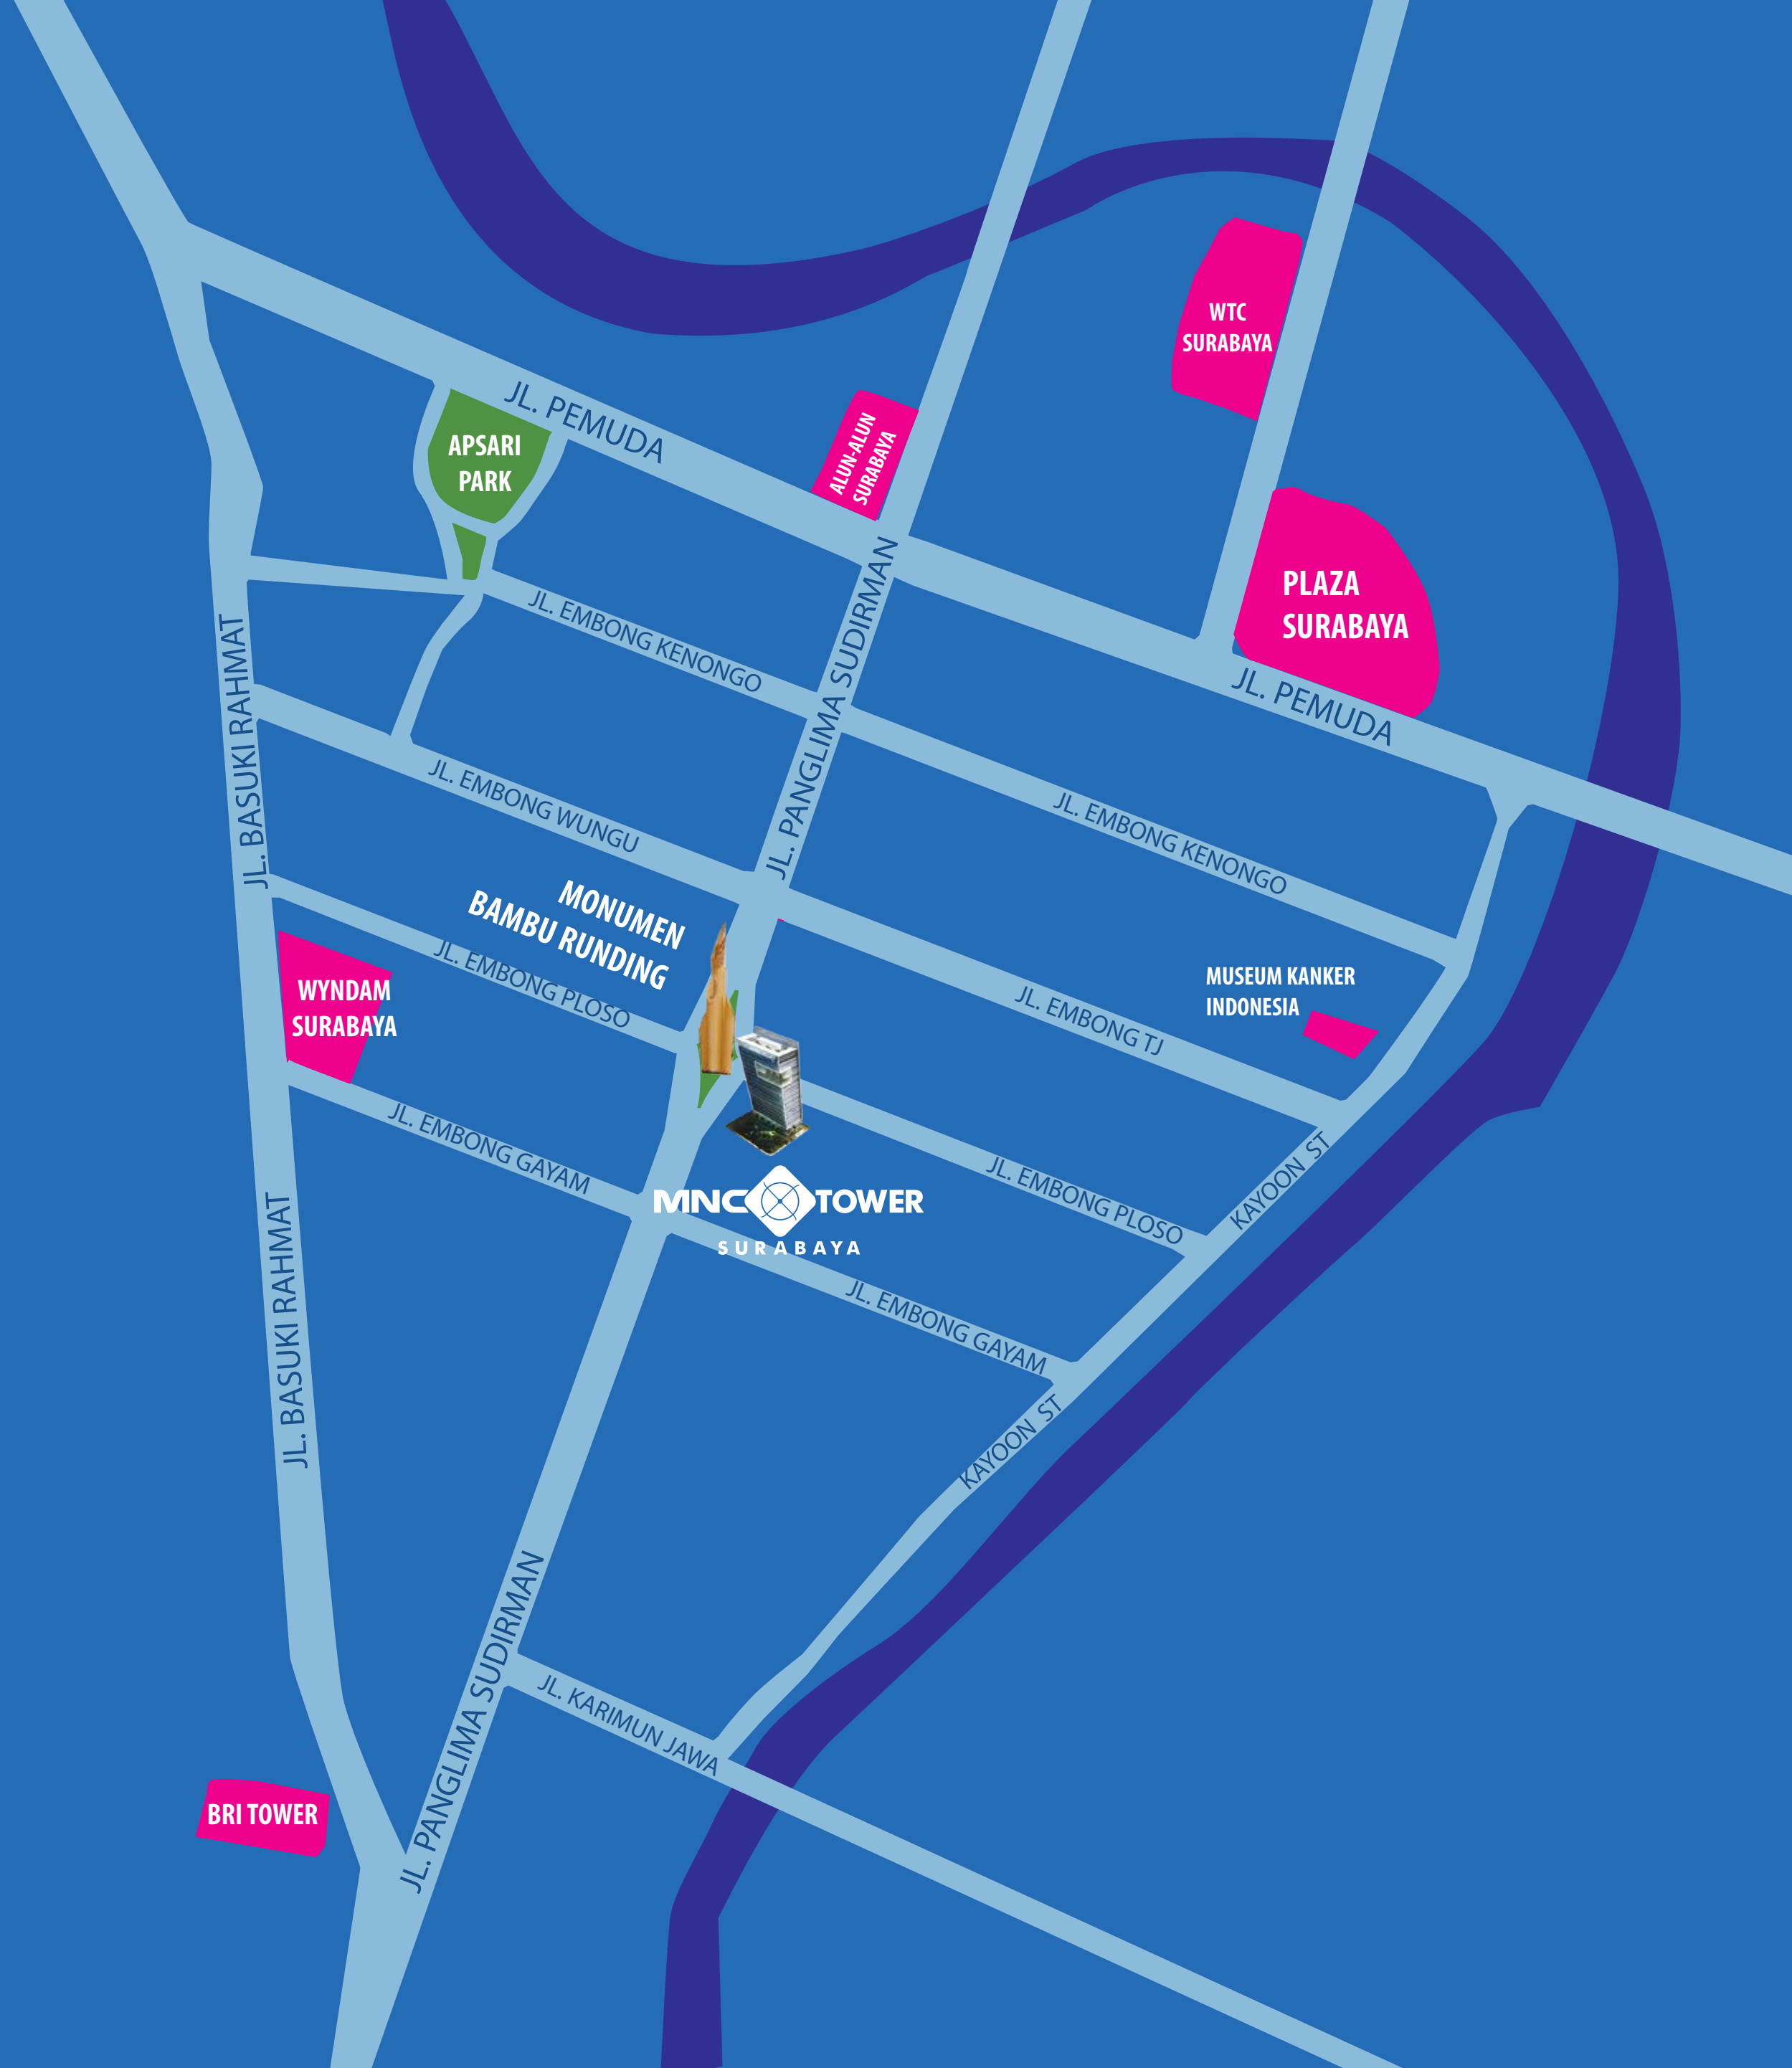 WTC
SURABAYA
JL. PEMUDA
ALUN-ALUN
SURABAYA
APSARI
PARK
PLAZA
SURABAYA
JL. PEMUDA
JL. EMBONG KENONGO
JL. PANGLIMA SUDIRMAN
JL. BASUKI RAHMAT
JL. EMBONG WUNGU
JL. EMBONG KENONGO
MONUMEN
BAMBU RUNDING
JL. EMBONG PLOSO
WYNDAM
SURABAYA
MUSEUM KANKER
INDONESIA
JL. EMBONG TJ
JL. EMBONG GAYAM
JL. EMBONG PLOSO
KAYOON ST
MNC TOWER
SURABAYA
JL. BASUKI RAHMAT
JL. EMBONG GAYAM
KAYOON ST
JL. PANGLIMA SUDIRMAN
JL. KARIMUN JAWA
BRI TOWER